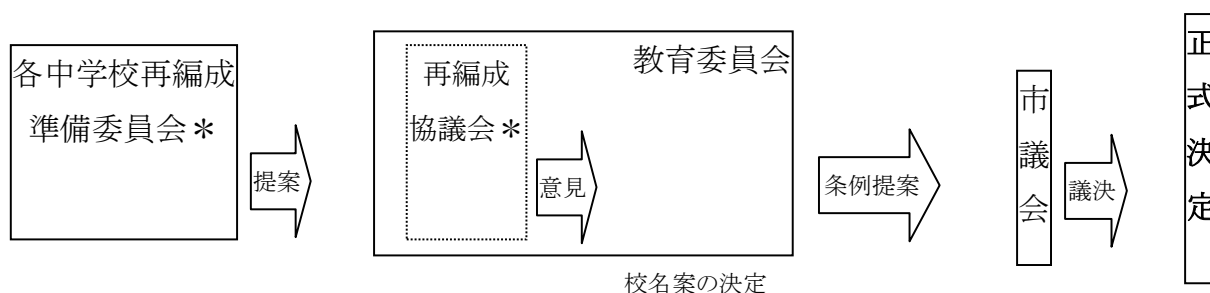 各中学校再編成
準備委員会＊
提案
再編成
協議会＊
意見
教育委員会
校名案の決定
条例提案
市議会
議決
正式決定